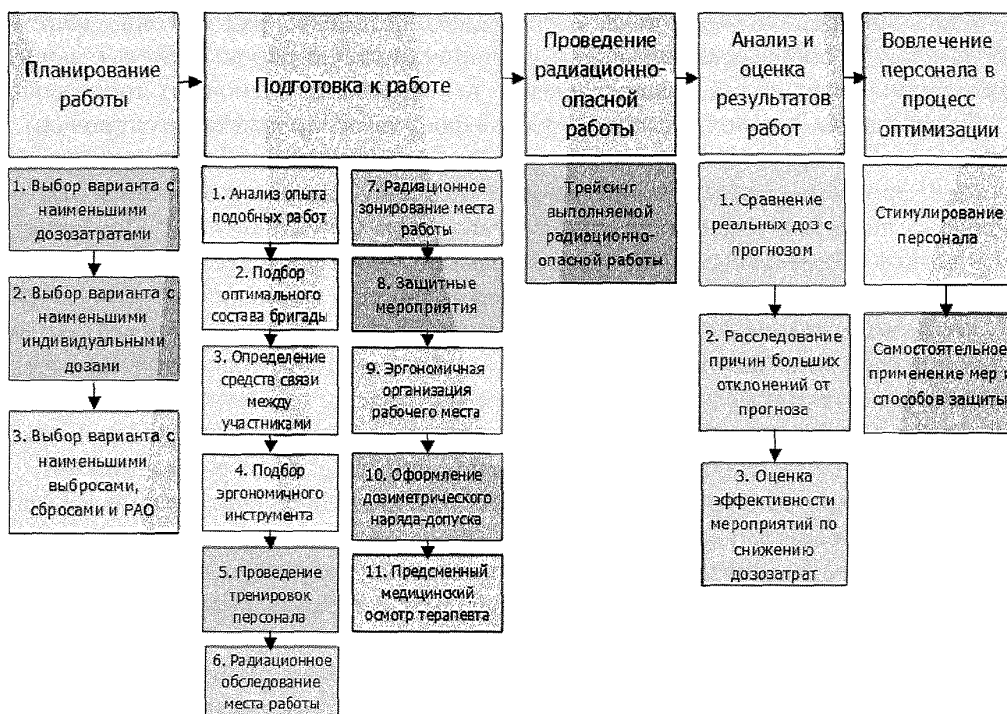 Планирование
работы
Подготовка к работе
Проведение
радиационно-
опасной
работы
Анализ и
оценка
результатов
работ
Вовлечение
персонала в
процесс
оптимизации
1. Выбор варианта с
наименьшими
дозозатратами
2. Выбор варианта с
наименьшими
индивидуальными
дозами
3. Выбор варианта с
наименьшими
выбросами,
сбросами и РАО
1. Анализ опыта
подобных работ
2. Подбор
оптимального
состава бригады
3. Определение
средств связи
между
участниками
4. Подбор
эргономичного
инструмента
5. Проведение
тренировок
персонала
6. Радиационное
обследование
места работы
7. Радиационное
зонирование места
работы
8. Защитные
мероприятия
9. Эргономичная
организация
рабочего места
10. Оформление
дозиметрического
наряда-допуска
11. Предсменный
медицинский
осмотр терапевта
Трейсинг
выполняемой
радиационно-
опасной работы
1. Сравнение
реальных доз с
прогнозом
2. Расследование
причин больших
отклонений от
прогноза
3. Оценка
эффективности
мероприятий по
снижению
дозозатрат
Стимулирование
персонала
Самостоятельное
применение мер и
способов защиты